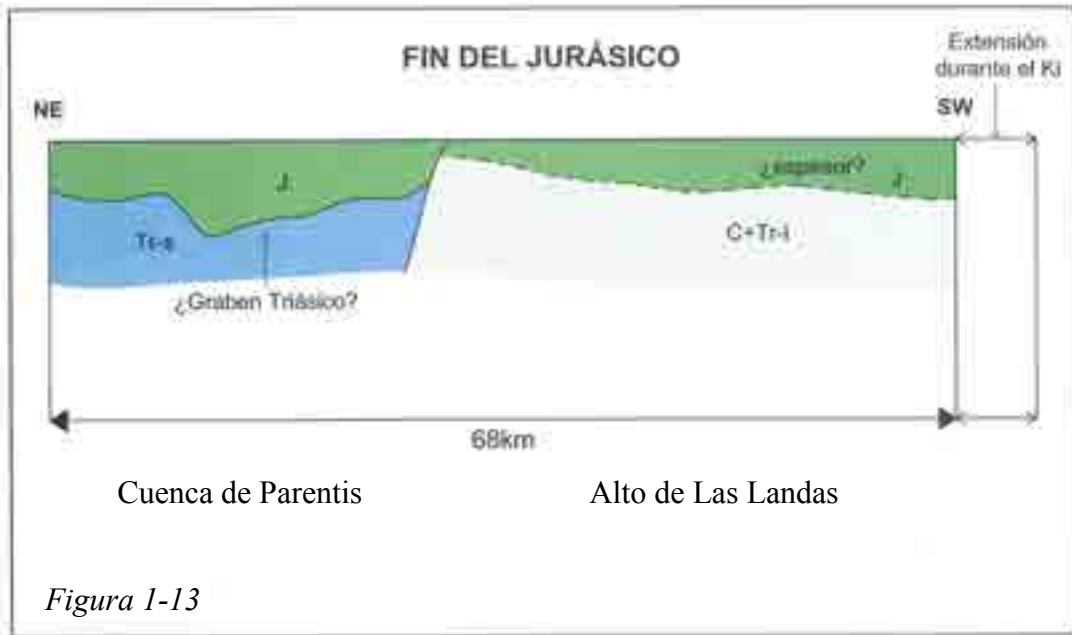 FIN DEL JURÁSICO
Extensión
durante el Ki
NE
SW
J
¿espesor?
J
Tr-s
C+Tr-i
¿Graben Triásico?
68km
Cuenca de Parentis
Alto de Las Landas
Figura 1-13